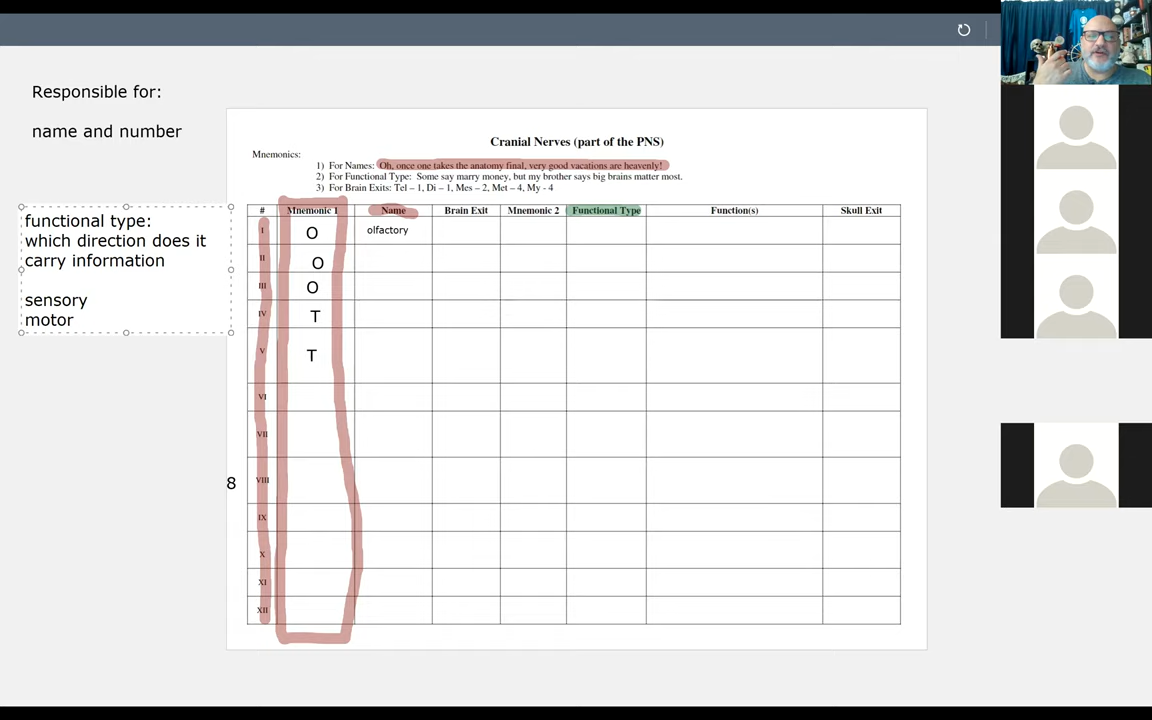 Responsible for:
name and number
functional type:
which direction does it
carry information
sensory
motor
8
Cranial Nerves (part of the PNS)
Mnemonics:
1) For Names: Oh, once one takes the anatomy final, very good vacations are heavenly!
2) For Functional Type: Some say marry money, but my brother says big brains matter most.
3) For Brain Exits: Tel – 1, Di – 1, Mes – 2, Met – 4, My - 4
# Mnemonic 1 Name Brain Exit Mnemonic 2 Functional Type Function(s) Skull Exit
I O olfactory
II O
III O
IV T
V T
VI
VII
VIII
IX
X
XI
XII